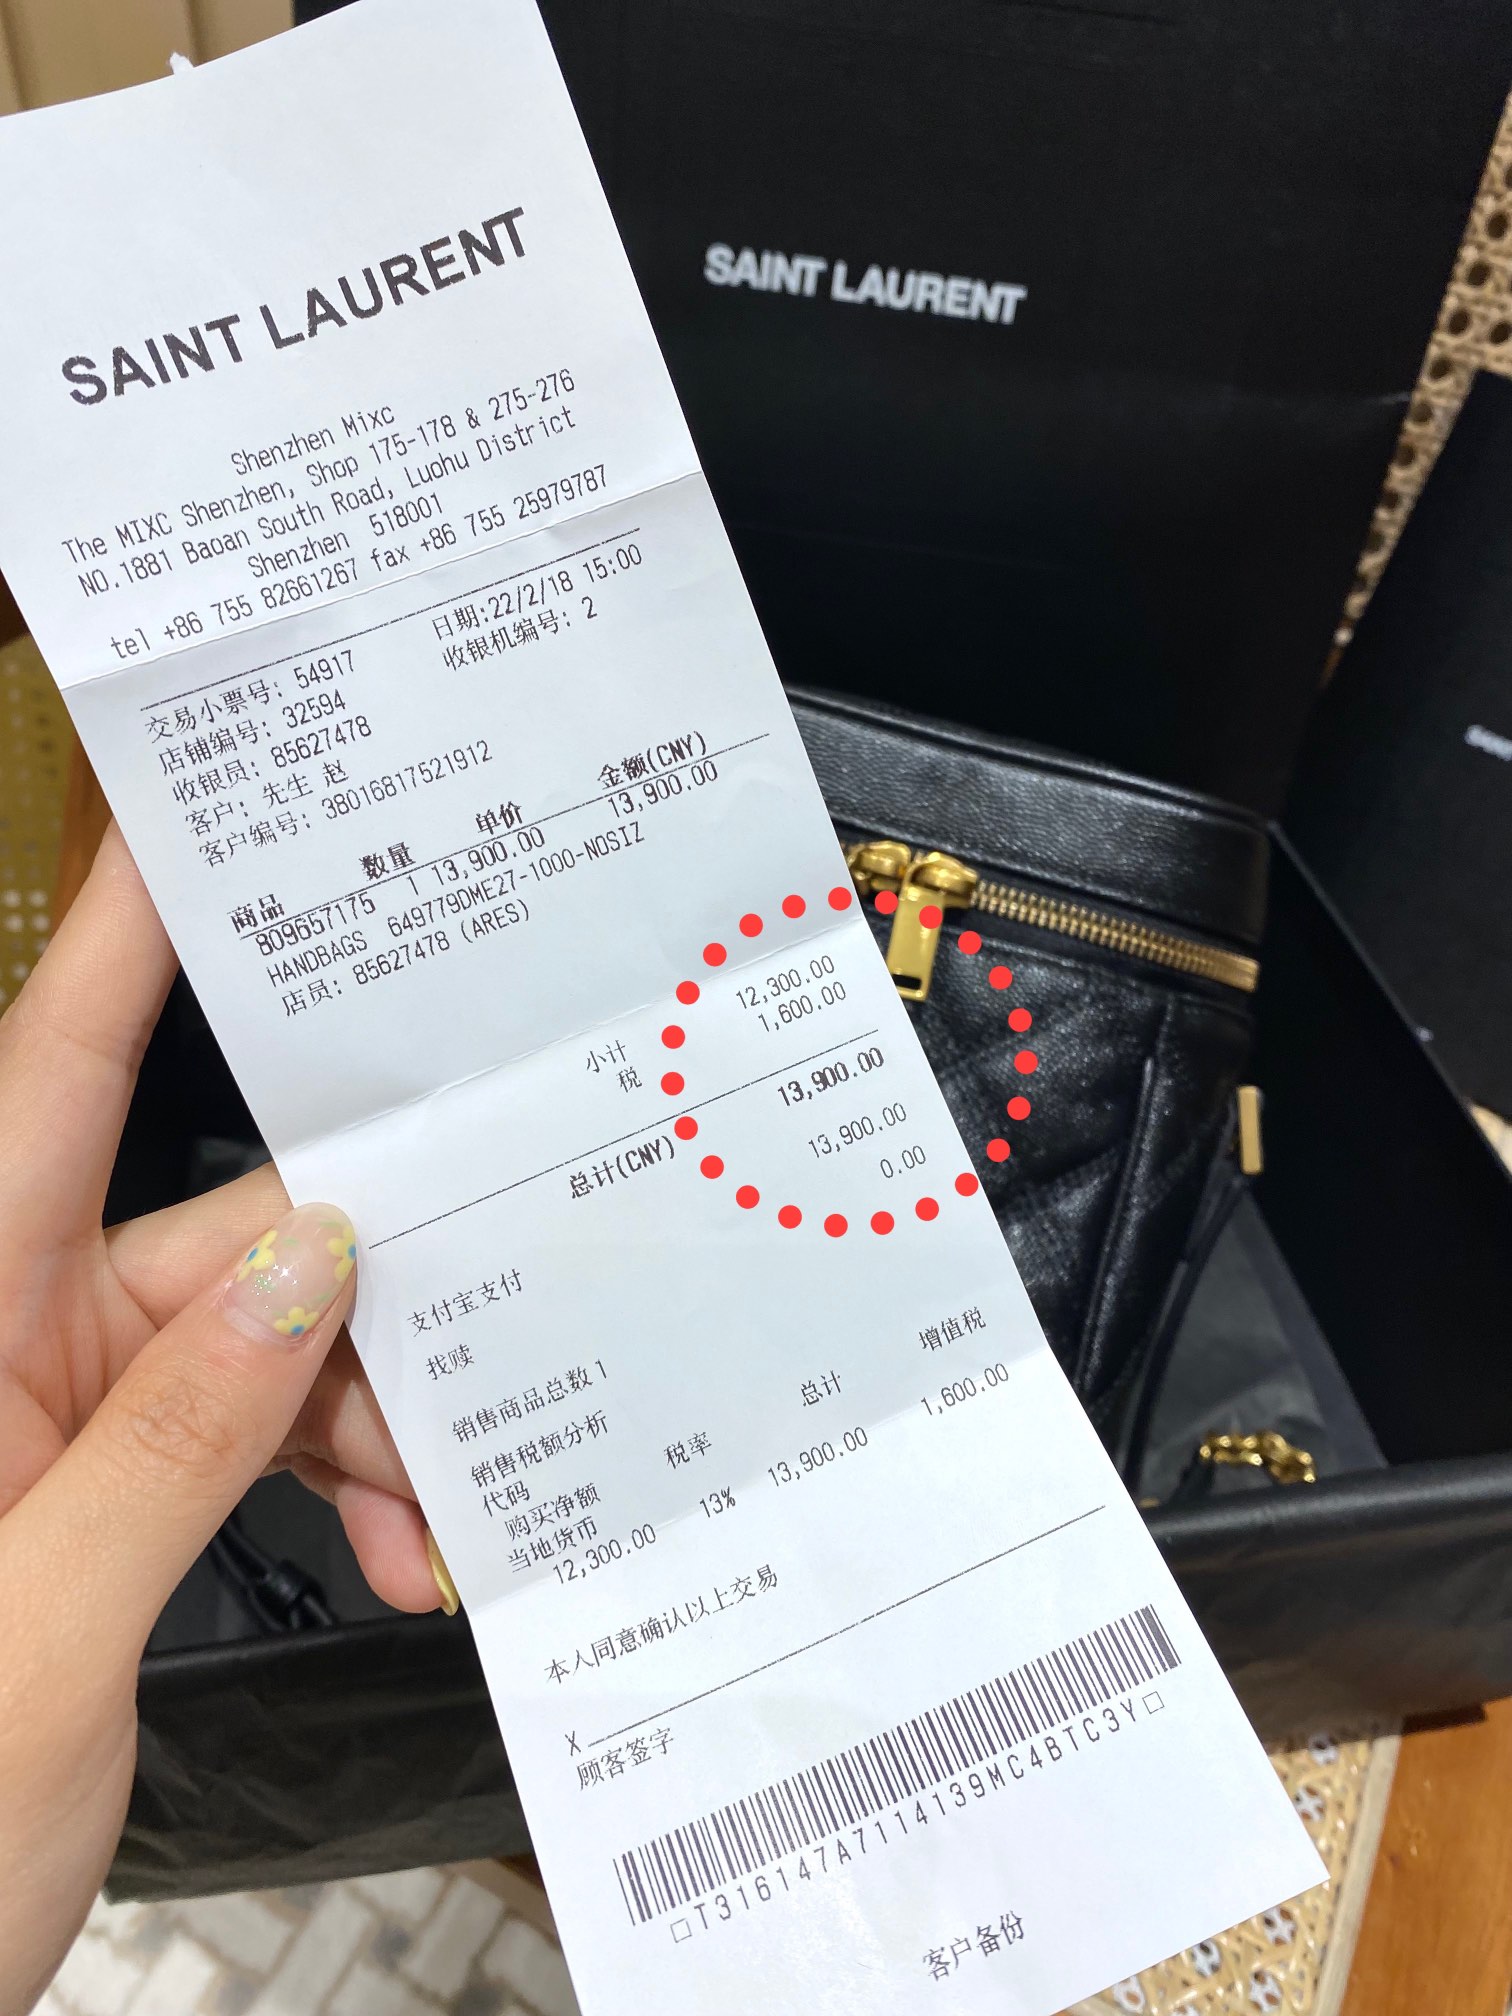 SAINT LAURENT
Shenzhen Mixc
The MIXC Shenzhen, Shop 175-178 & 275-276
NO.1881 Baoan South Road, Luohu District
Shenzhen 518001
tel +86 755 82661267 fax +86 755 25979787
日期:22/2/18 15:00
交易小票号: 54917 收银机编号: 2
店铺编号: 32594
收银员: 85627478
客户: 先生 赵
客户编号: 38016817521912
商品 数量 单价 金额(CNY)
809657175 1 13,900.00 13,900.00
HANDBAGS 649779DME27-1000-NOSIZ
店员: 85627478 (ARES)
小计 12,300.00
税 1,600.00
总计(CNY) 13,900.00
支付宝支付 13,900.00
找赎 0.00
销售商品总数 1
销售税额分析
代码 税率 总计 增值税
购买净额 13% 13,900.00 1,600.00
当地货币
12,300.00
本人同意确认以上交易
X
顾客签字
T316147A7114139MC4BTC3Y
客户备份
SAINT LAURENT